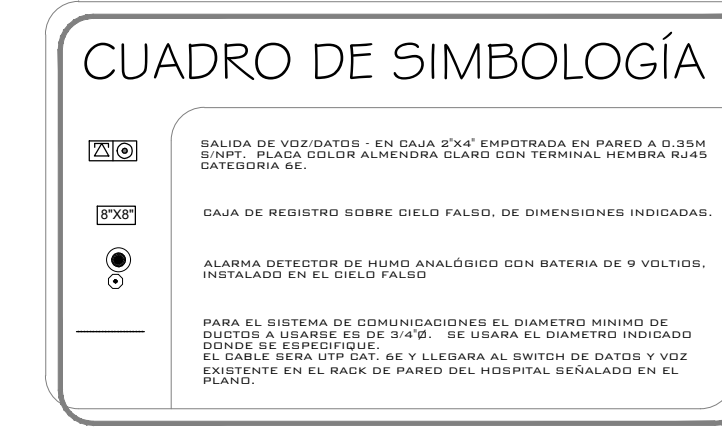 CUADRO DE SIMBOLOGÍA
SALIDA DE VOZ/DATOS - EN CAJA 2"X4" EMPOTRADA EN PARED A 0.35M
S/NPT. PLACA COLOR ALMENDRA CLARO CON TERMINAL HEMBRA RJ45
CATEGORIA 6E.
8"X8"
CAJA DE REGISTRO SOBRE CIELO FALSO, DE DIMENSIONES INDICADAS.
ALARMA DETECTOR DE HUMO ANALÓGICO CON BATERIA DE 9 VOLTIOS,
INSTALADO EN EL CIELO FALSO
PARA EL SISTEMA DE COMUNICACIONES EL DIAMETRO MINIMO DE
DUCTOS A USARSE ES DE 3/4"Ø. SE USARA EL DIAMETRO INDICADO
DONDE SE ESPECIFIQUE.
EL CABLE SERA UTP CAT. 6E Y LLEGARA AL SWITCH DE DATOS Y VOZ
EXISTENTE EN EL RACK DE PARED DEL HOSPITAL SEÑALADO EN EL
PLANO.